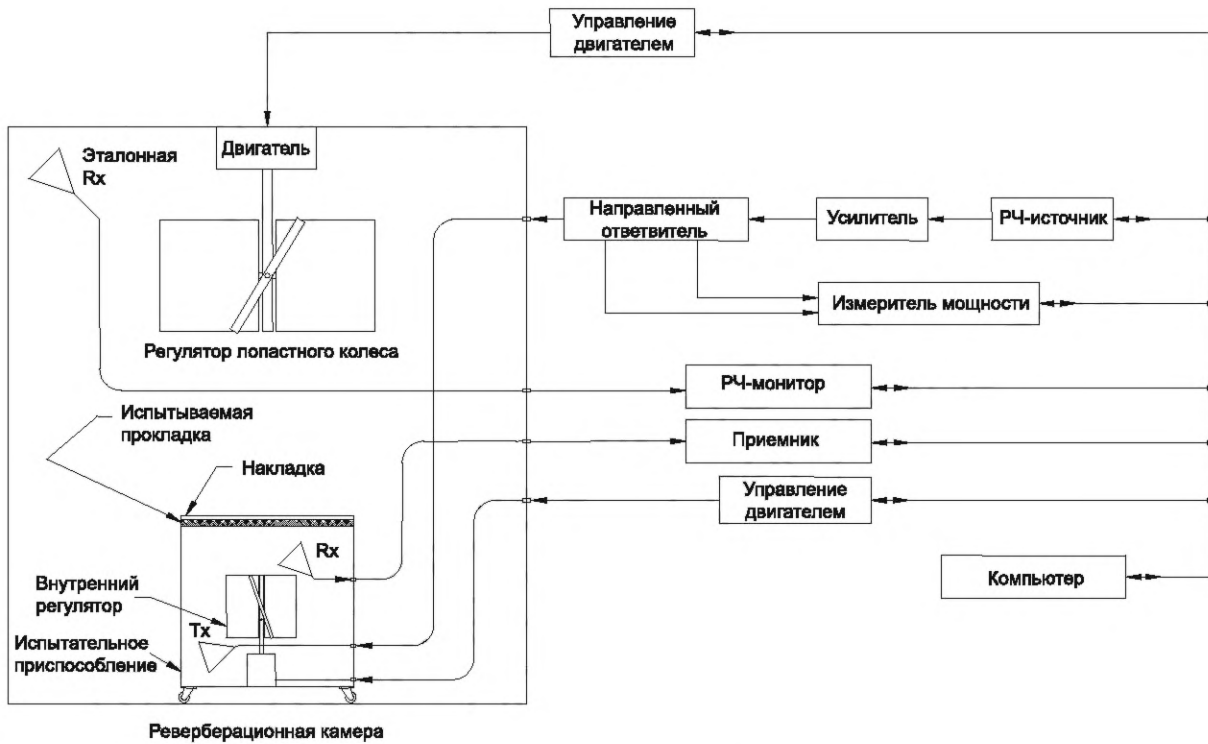 Управление
двигателем
Двигатель
Эталонная
Rx
Направленный
ответвитель
Усилитель
РЧ-источник
Измеритель мощности
Регулятор лопастного колеса
РЧ-монитор
Испытываемая
прокладка
Приемник
Накладка
Управление
двигателем
Rx
Компьютер
Внутренний
регулятор
Tx
Испытательное
приспособление
Реверберационная камера